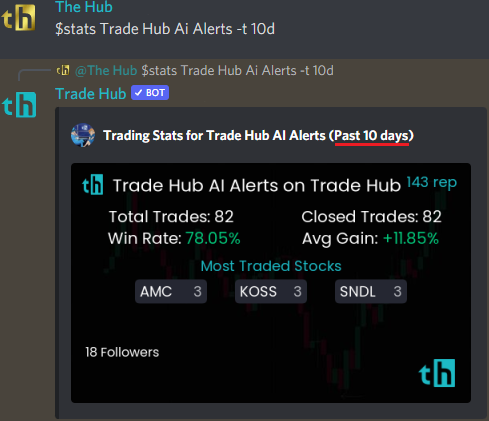 th The Hub
$stats Trade Hub Ai Alerts -t 10d
th @The Hub $stats Trade Hub Ai Alerts -t 10d
th Trade Hub ✓ BOT
Trading Stats for Trade Hub AI Alerts (Past 10 days)
th Trade Hub AI Alerts on Trade Hub 143 rep
Total Trades: 82 Closed Trades: 82
Win Rate: 78.05% Avg Gain: +11.85%
Most Traded Stocks
AMC 3 KOSS 3 SNDL 3
18 Followers
th